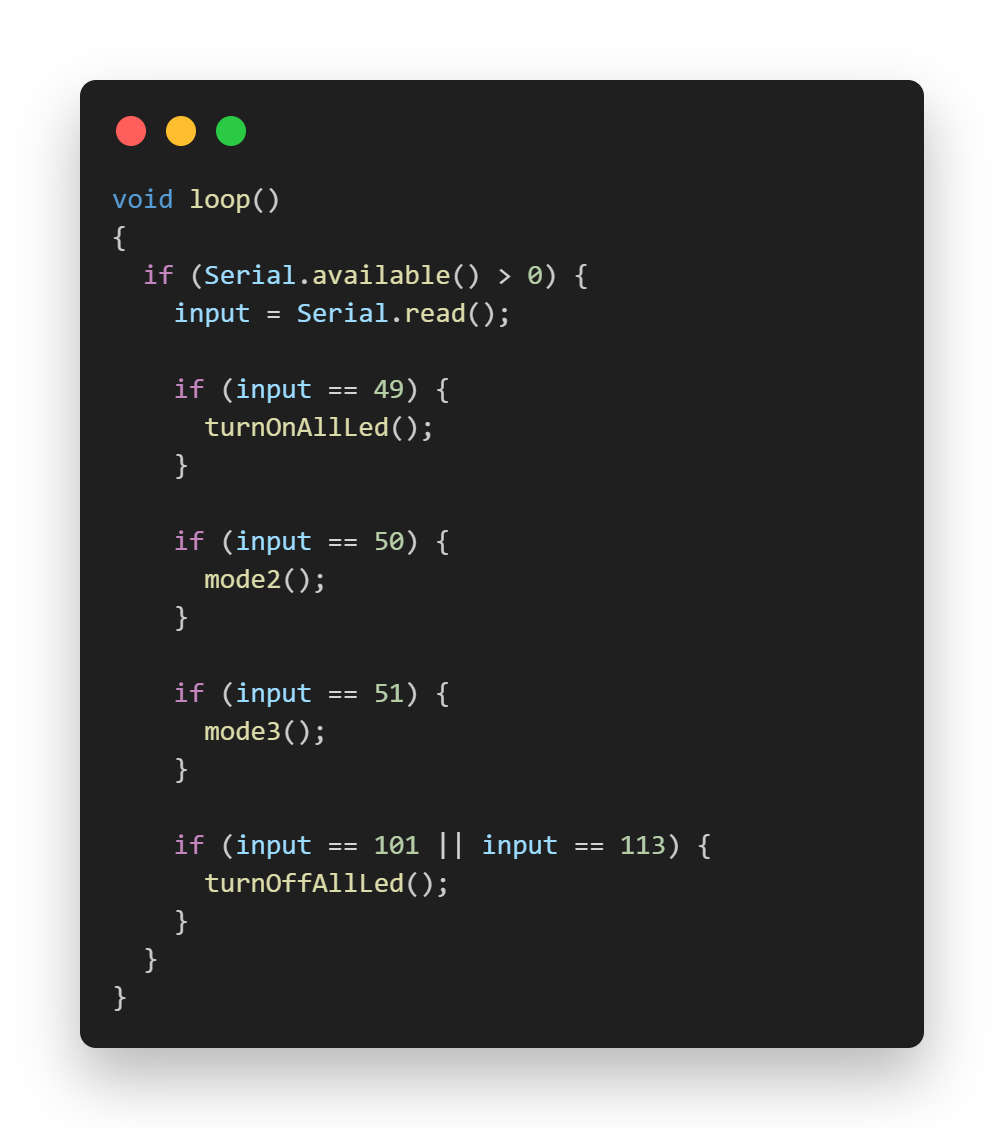 void loop()
{
  if (Serial.available() > 0) {
    input = Serial.read();

    if (input == 49) {
      turnOnAllLed();
    }

    if (input == 50) {
      mode2();
    }

    if (input == 51) {
      mode3();
    }

    if (input == 101 || input == 113) {
      turnOffAllLed();
    }
  }
}